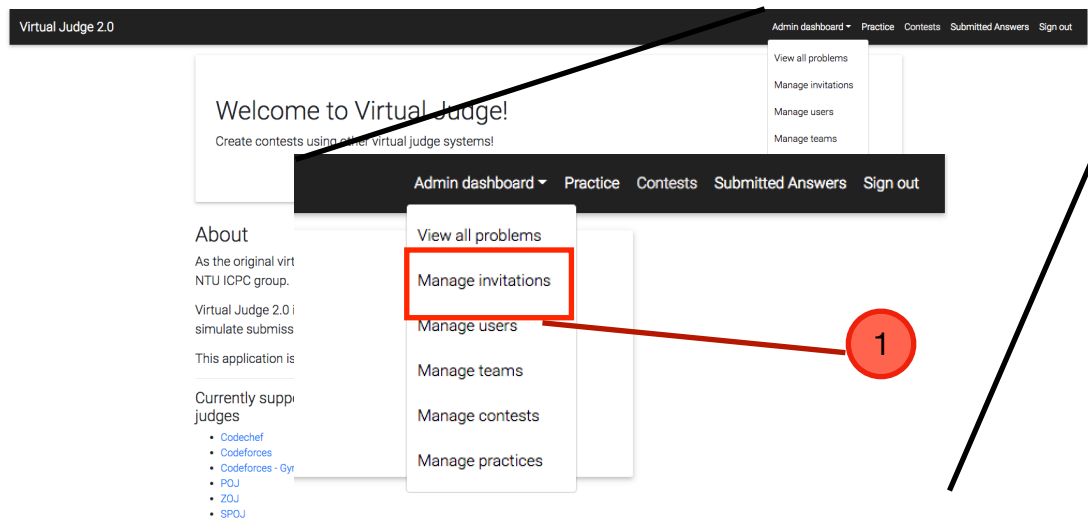 Virtual Judge 2.0
Admin dashboard Practice Contests Submitted Answers Sign out
View all problems
Manage invitations
Manage users
Manage teams
Welcome to Virtual Judge!
Create contests using other virtual judge systems!
Admin dashboard Practice Contests Submitted Answers Sign out
View all problems
Manage invitations
Manage users
Manage teams
Manage contests
Manage practices
1
About
As the original virt
NTU ICPC group.
Virtual Judge 2.0 i
simulate submiss
This application is
Currently suppo
judges
Codechef
Codeforces
Codeforces - Gyr
POJ
ZOJ
SPOJ